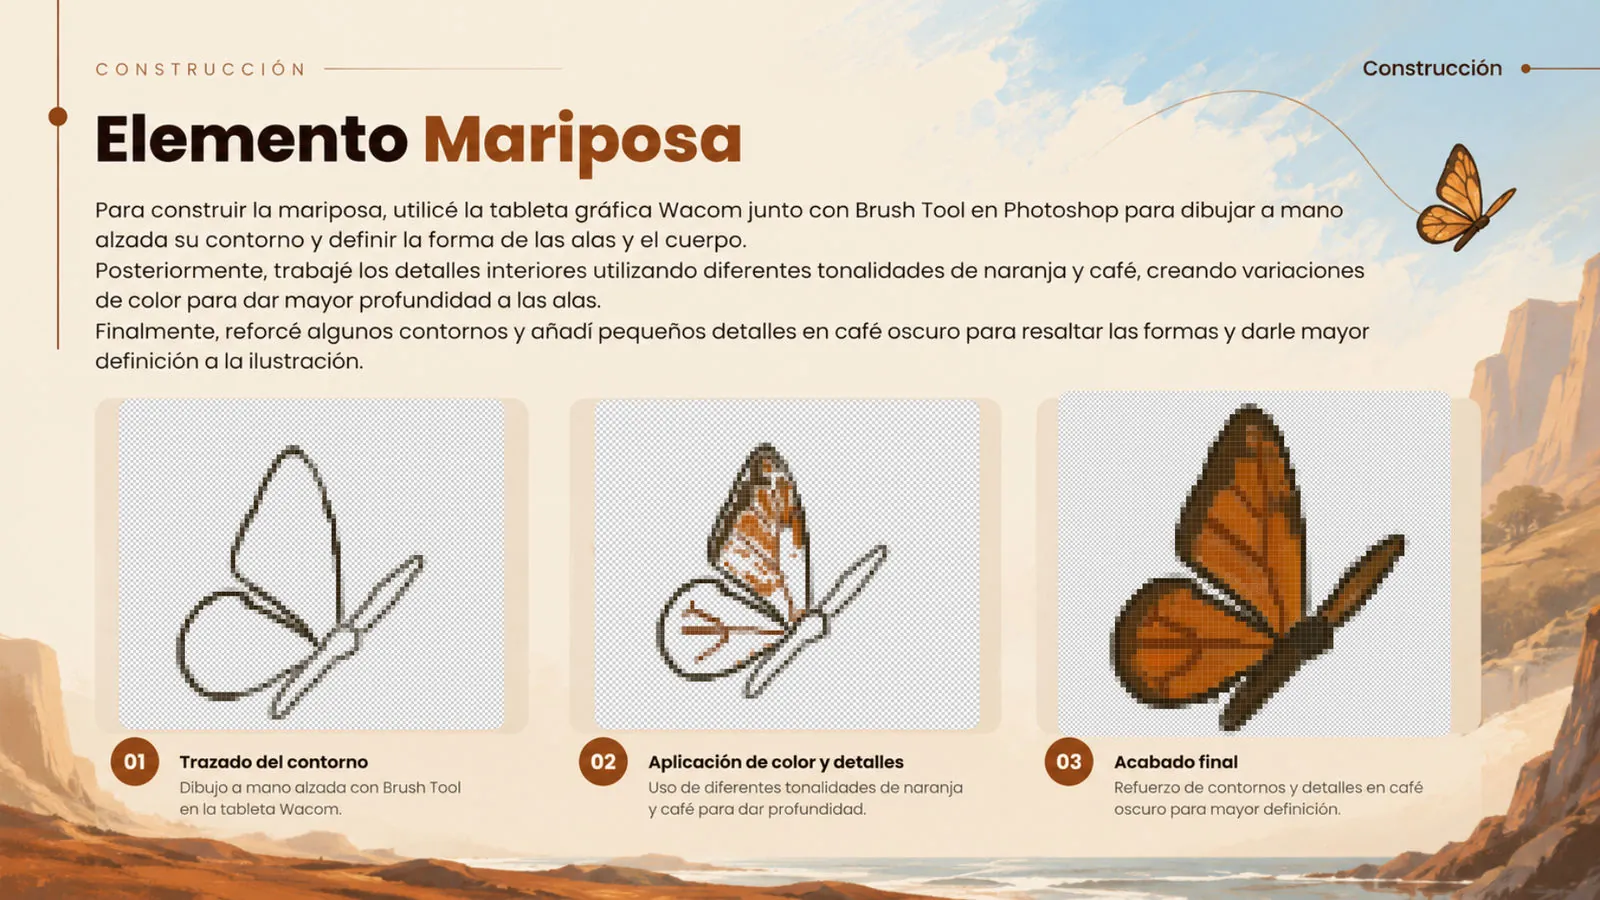 CONSTRUCCIÓN
Construcción
Elemento Mariposa
Para construir la mariposa, utilicé la tableta gráfica Wacom junto con Brush Tool en Photoshop para dibujar a mano
alzada su contorno y definir la forma de las alas y el cuerpo.
Posteriormente, trabajé los detalles interiores utilizando diferentes tonalidades de naranja y café, creando variaciones
de color para dar mayor profundidad a las alas.
Finalmente, reforcé algunos contornos y añadí pequeños detalles en café oscuro para resaltar las formas y darle mayor
definición a la ilustración.
01
Trazado del contorno
Dibujo a mano alzada con Brush Tool
en la tableta Wacom.
02
Aplicación de color y detalles
Uso de diferentes tonalidades de naranja
y café para dar profundidad.
03
Acabado final
Refuerzo de contornos y detalles en café
oscuro para mayor definición.